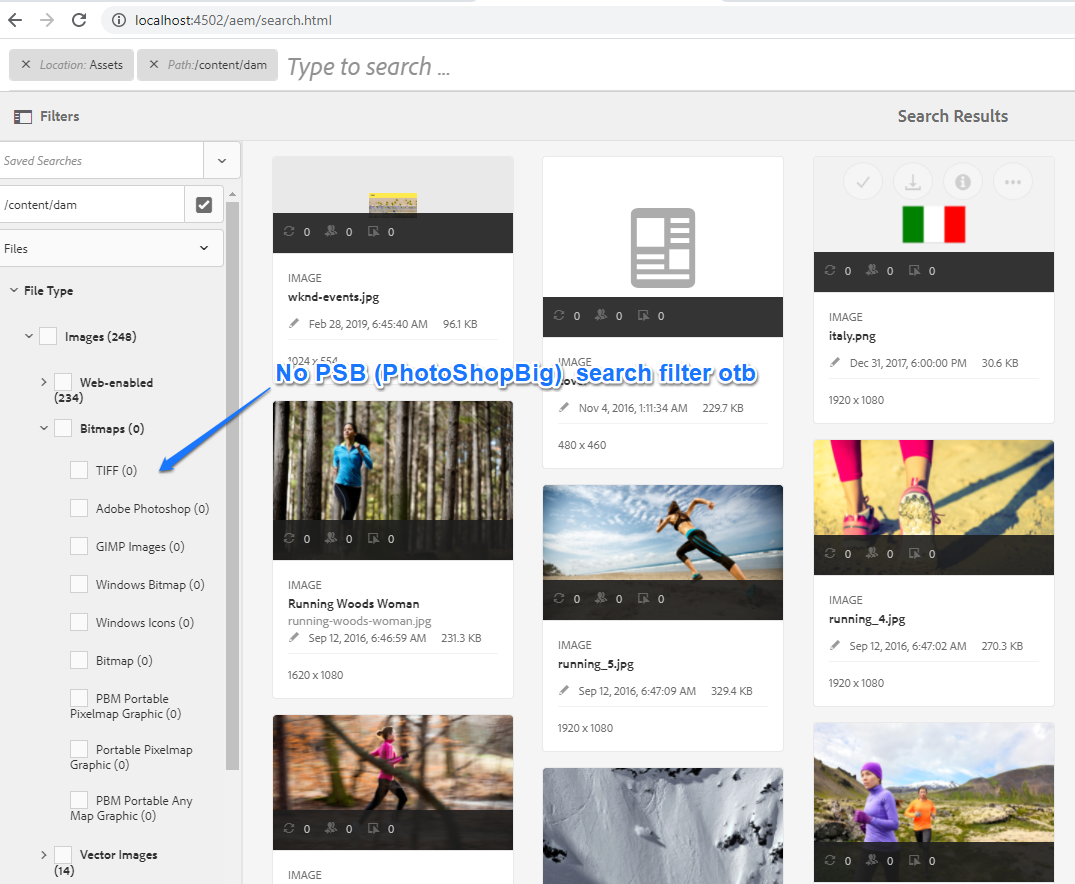 localhost:4502/aem/search.html
× Location: Assets × Path:/content/dam Type to search ...
Filters
Search Results
Saved Searches
/content/dam
Files
File Type
Images (248)
Web-enabled
(234)
Bitmaps (0)
TIFF (0)
Adobe Photoshop (0)
GIMP Images (0)
Windows Bitmap (0)
Windows Icons (0)
Bitmap (0)
PBM Portable
Pixelmap Graphic (0)
Portable Pixelmap
Graphic (0)
PBM Portable Any
Map Graphic (0)
Vector Images
(14)
No PSB (PhotoShopBig) search filter otb
0 0 0
IMAGE
wknd-events.jpg
Feb 28, 2019, 6:45:40 AM 96.1 KB
1024 x 554
0 0 0
IMAGE
Running Woods Woman
running-woods-woman.jpg
Sep 12, 2016, 6:46:59 AM 231.3 KB
1620 x 1080
0 0 0
IMAGE
0 0 0
IMAGE
Nov 4, 2016, 1:11:34 AM 229.7 KB
480 x 460
0 0 0
IMAGE
running_5.jpg
Sep 12, 2016, 6:47:09 AM 329.4 KB
1920 x 1080
0 0 0
IMAGE
italy.png
Dec 31, 2017, 6:00:00 PM 30.6 KB
1920 x 1080
0 0 0
IMAGE
running_4.jpg
Sep 12, 2016, 6:47:02 AM 270.3 KB
1920 x 1080
0 0 0